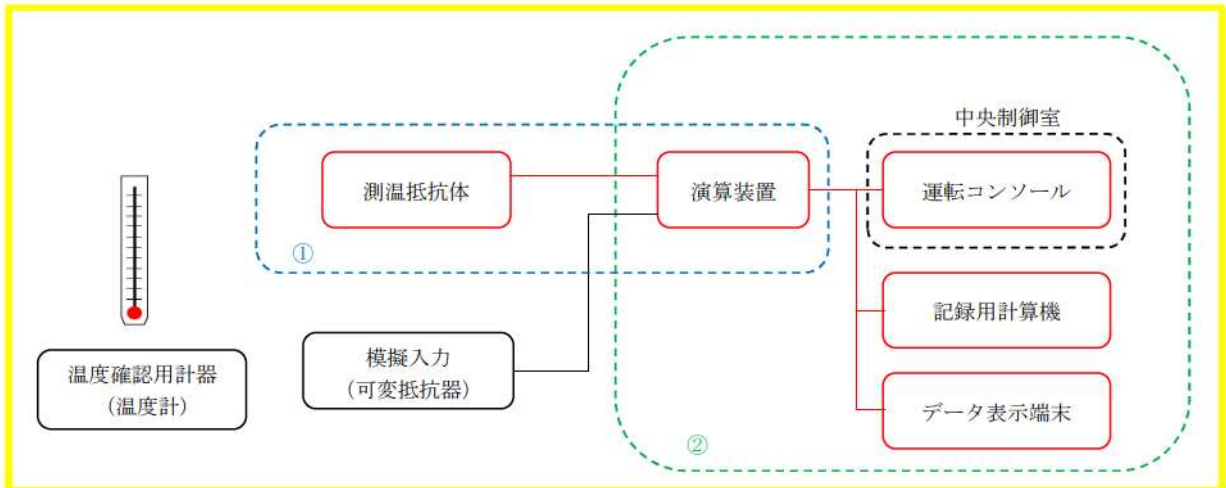 中央制御室
測温抵抗体
演算装置
運転コンソール
①
記録用計算機
模擬入力
(可変抵抗器)
温度確認用計器
(温度計)
データ表示端末
②